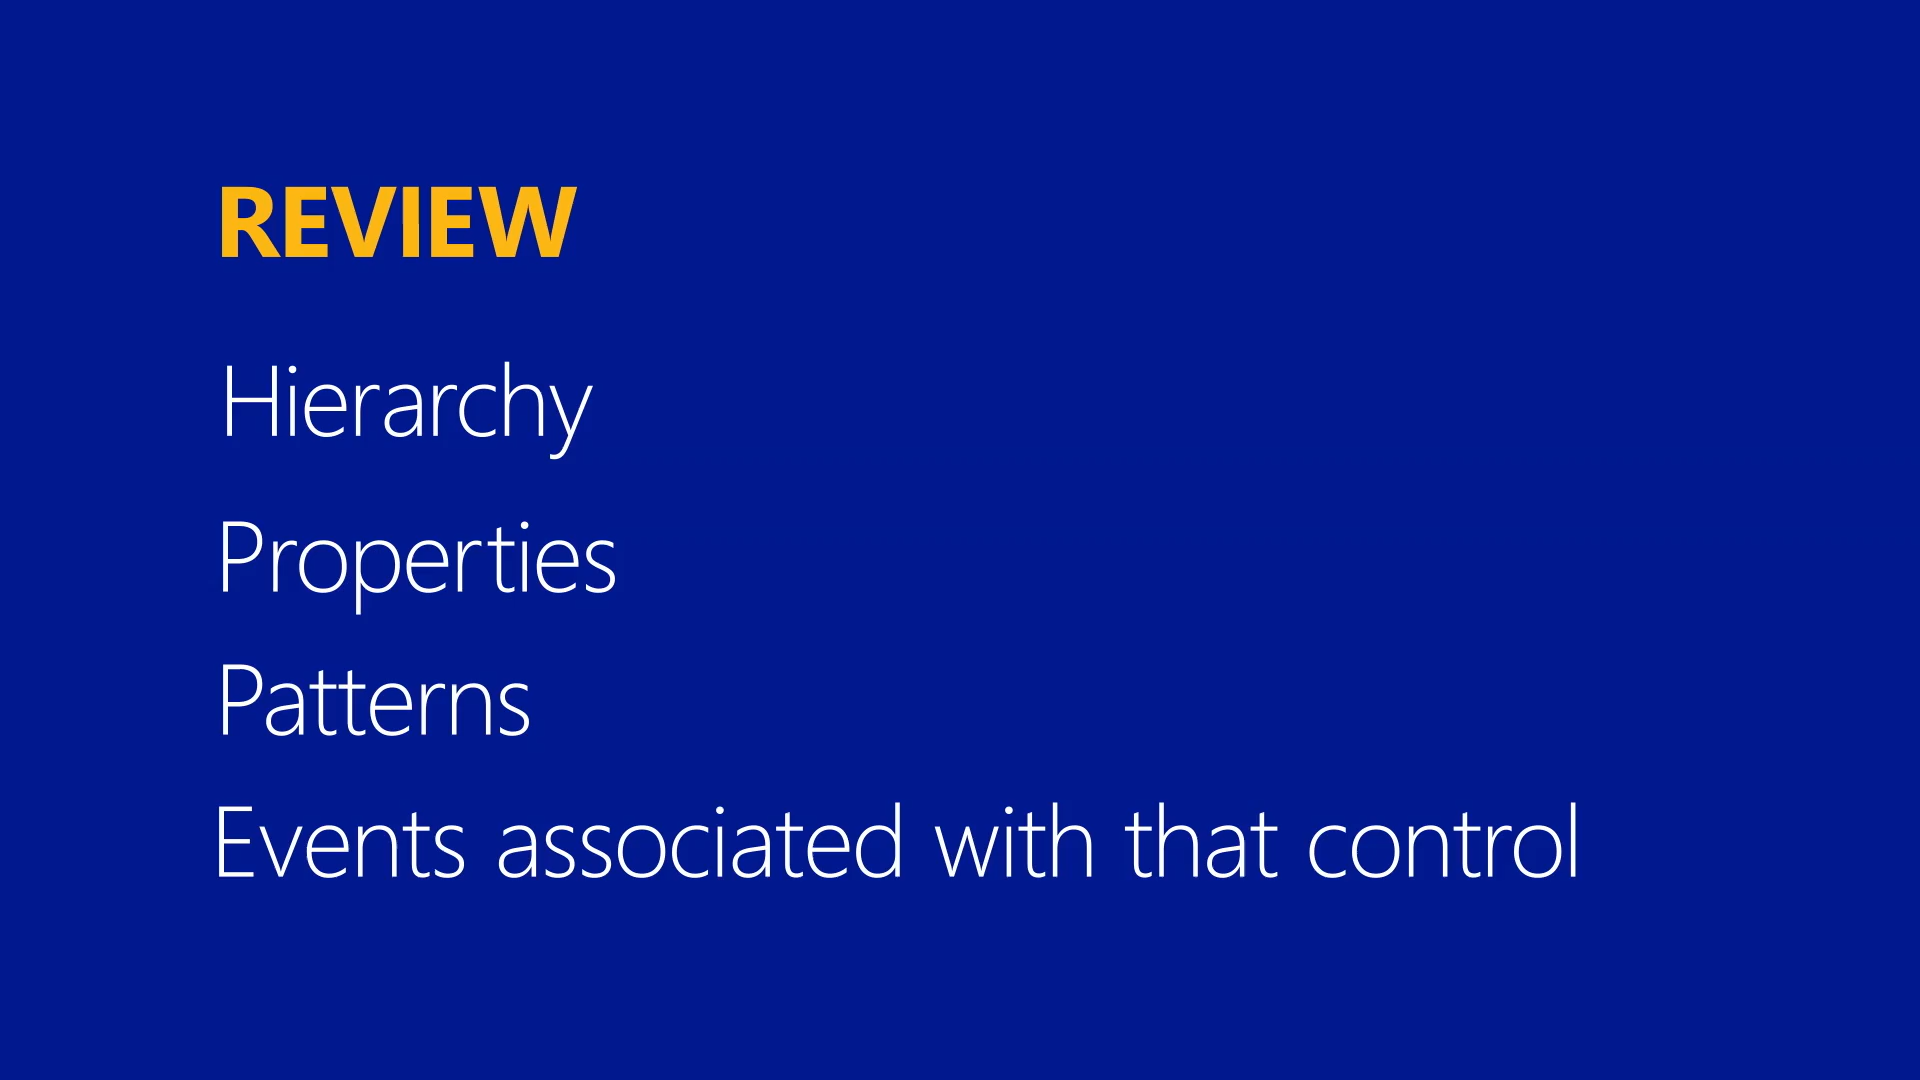 REVIEW
Hierarchy
Properties
Patterns
Events associated with that control